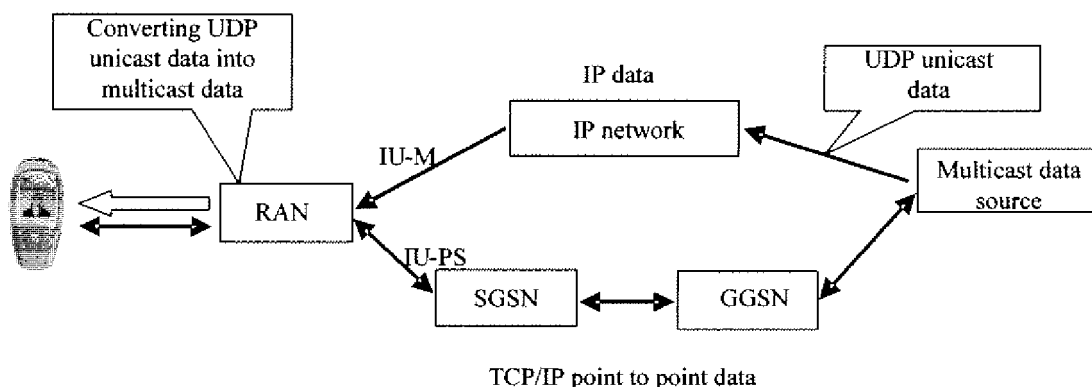 Converting UDP
unicast data into
multicast data
IP data
UDP unicast
data
IP network
IU-M
Multicast data
source
RAN
IU-PS
SGSN
GGSN
TCP/IP point to point data